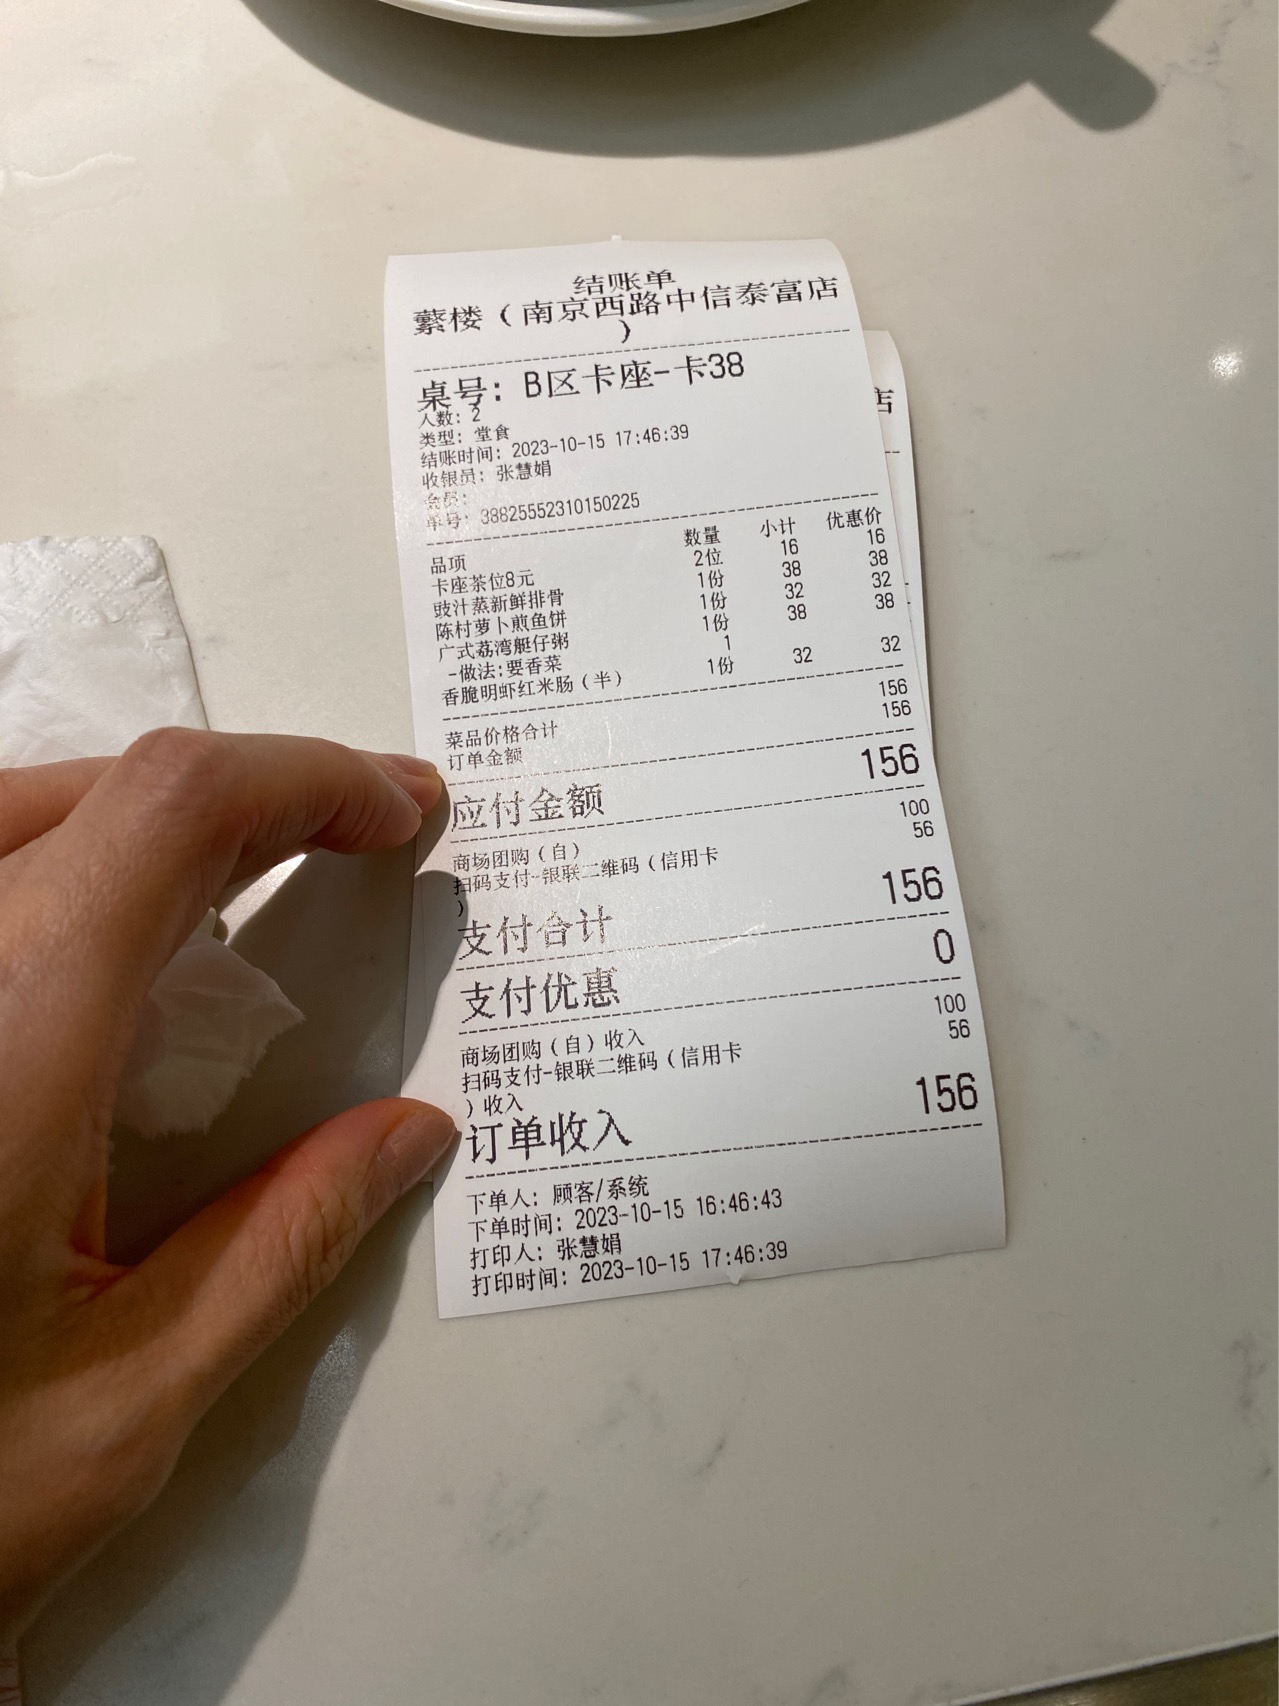 结账单
蘩楼（南京西路中信泰富店
）
桌号: B区卡座-卡38
人数: 2
类型: 堂食
结账时间: 2023-10-15 17:46:39
收银员: 张慧娟
会员:
单号: 38825552310150225
品项 数量 小计 优惠价
卡座茶位8元 2位 16 16
豉汁蒸新鲜排骨 1份 38 38
陈村萝卜煎鱼饼 1份 32 32
广式荔湾艇仔粥 1份 38 38
-做法:要香菜 1
香脆明虾红米肠（半） 1份 32 32
菜品价格合计 156
订单金额 156
应付金额 156
商场团购（自） 100
扫码支付-银联二维码（信用卡 56
）
支付合计 156
支付优惠 0
商场团购（自）收入 100
扫码支付-银联二维码（信用卡 56
）收入
订单收入 156
下单人: 顾客/系统
下单时间: 2023-10-15 16:46:43
打印人: 张慧娟
打印时间: 2023-10-15 17:46:39
店